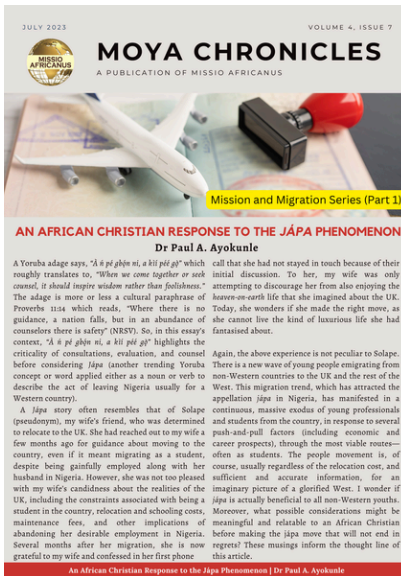 JULY 2023
VOLUME 4, ISSUE 7
MISSIO
AFRICANUS
MOYA CHRONICLES
A PUBLICATION OF MISSIO AFRICANUS
Mission and Migration Series (Part 1)
AN AFRICAN CHRISTIAN RESPONSE TO THE JÁPA PHENOMENON
Dr Paul A. Ayokunle
A Yoruba adage says, “À ń pé gbọ́n ni, a kìí péé gọ̀” which
roughly translates to, “When we come together or seek
counsel, it should inspire wisdom rather than foolishness.”
The adage is more or less a cultural paraphrase of
Proverbs 11:14 which reads, “Where there is no
guidance, a nation falls, but in an abundance of
counselors there is safety” (NRSV). So, in this essay’s
context, “À ń pé gbọ́n ni, a kìí péé gọ̀” highlights the
criticality of consultations, evaluation, and counsel
before considering Jápa (another trending Yoruba
concept or word applied either as a noun or verb to
describe the act of leaving Nigeria usually for a
Western country).
A Jápa story often resembles that of Solape
(pseudonym), my wife’s friend, who was determined
to relocate to the UK. She had reached out to my wife a
few months ago for guidance about moving to the
country, even if it meant migrating as a student,
despite being gainfully employed along with her
husband in Nigeria. However, she was not too pleased
with my wife’s candidness about the realities of the
UK, including the constraints associated with being a
student in the country, relocation and schooling costs,
maintenance fees, and other implications of
abandoning her desirable employment in Nigeria.
Several months after her migration, she is now
grateful to my wife and confessed in her first phone
call that she had not stayed in touch because of their
initial discussion. To her, my wife was only
attempting to discourage her from also enjoying the
heaven-on-earth life that she imagined about the UK.
Today, she wonders if she made the right move, as
she cannot live the kind of luxurious life she had
fantasised about.
Again, the above experience is not peculiar to Solape.
There is a new wave of young people emigrating from
non-Western countries to the UK and the rest of the
West. This migration trend, which has attracted the
appellation jápa in Nigeria, has manifested in a
continuous, massive exodus of young professionals
and students from the country, in response to several
push-and-pull factors (including economic and
career prospects), through the most viable routes—
often as students. The people movement is, of
course, usually regardless of the relocation cost, and
sufficient and accurate information, for an
imaginary picture of a glorified West. I wonder if
jápa is actually beneficial to all non-Western youths.
Moreover, what possible considerations might be
meaningful and relatable to an African Christian
before making the jápa move that will not end in
regrets? These musings inform the thought line of
this article.
An African Christian Response to the Jápa Phenomenon | Dr Paul A. Ayokunle